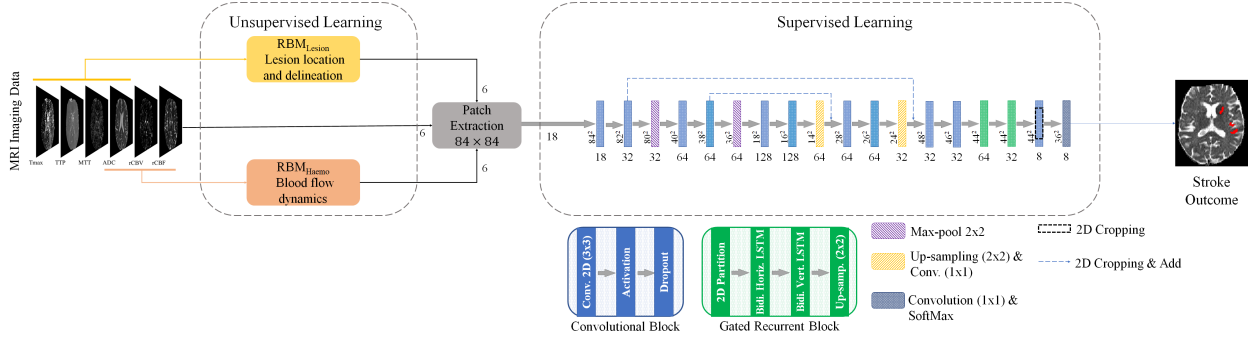 Unsupervised Learning
Supervised Learning
MRI Imaging Data
Tmax TTP MTT ADC rCBV rCBF
RBM_Lesion
Lesion location
and delineation
RBM_Haemo
Blood flow
dynamics
6
6
6
Patch
Extraction
84 × 84
18
84² 82² 80² 40² 38² 36² 18² 16² 14² 28² 26² 24² 48² 46² 44² 44² 44² 36²
18 32 32 64 64 64 128 128 64 64 64 32 32 32 64 32 8 8
Stroke
Outcome
Conv. 2D (3x3)
Activation
Dropout
Convolutional Block
2D Partition
Bidi. Horiz. LSTM
Bidi. Vert. LSTM
Up-samp. (2x2)
Gated Recurrent Block
Max-pool 2x2
Up-sampling (2x2) &
Conv. (1x1)
Convolution (1x1) &
SoftMax
2D Cropping
2D Cropping & Add